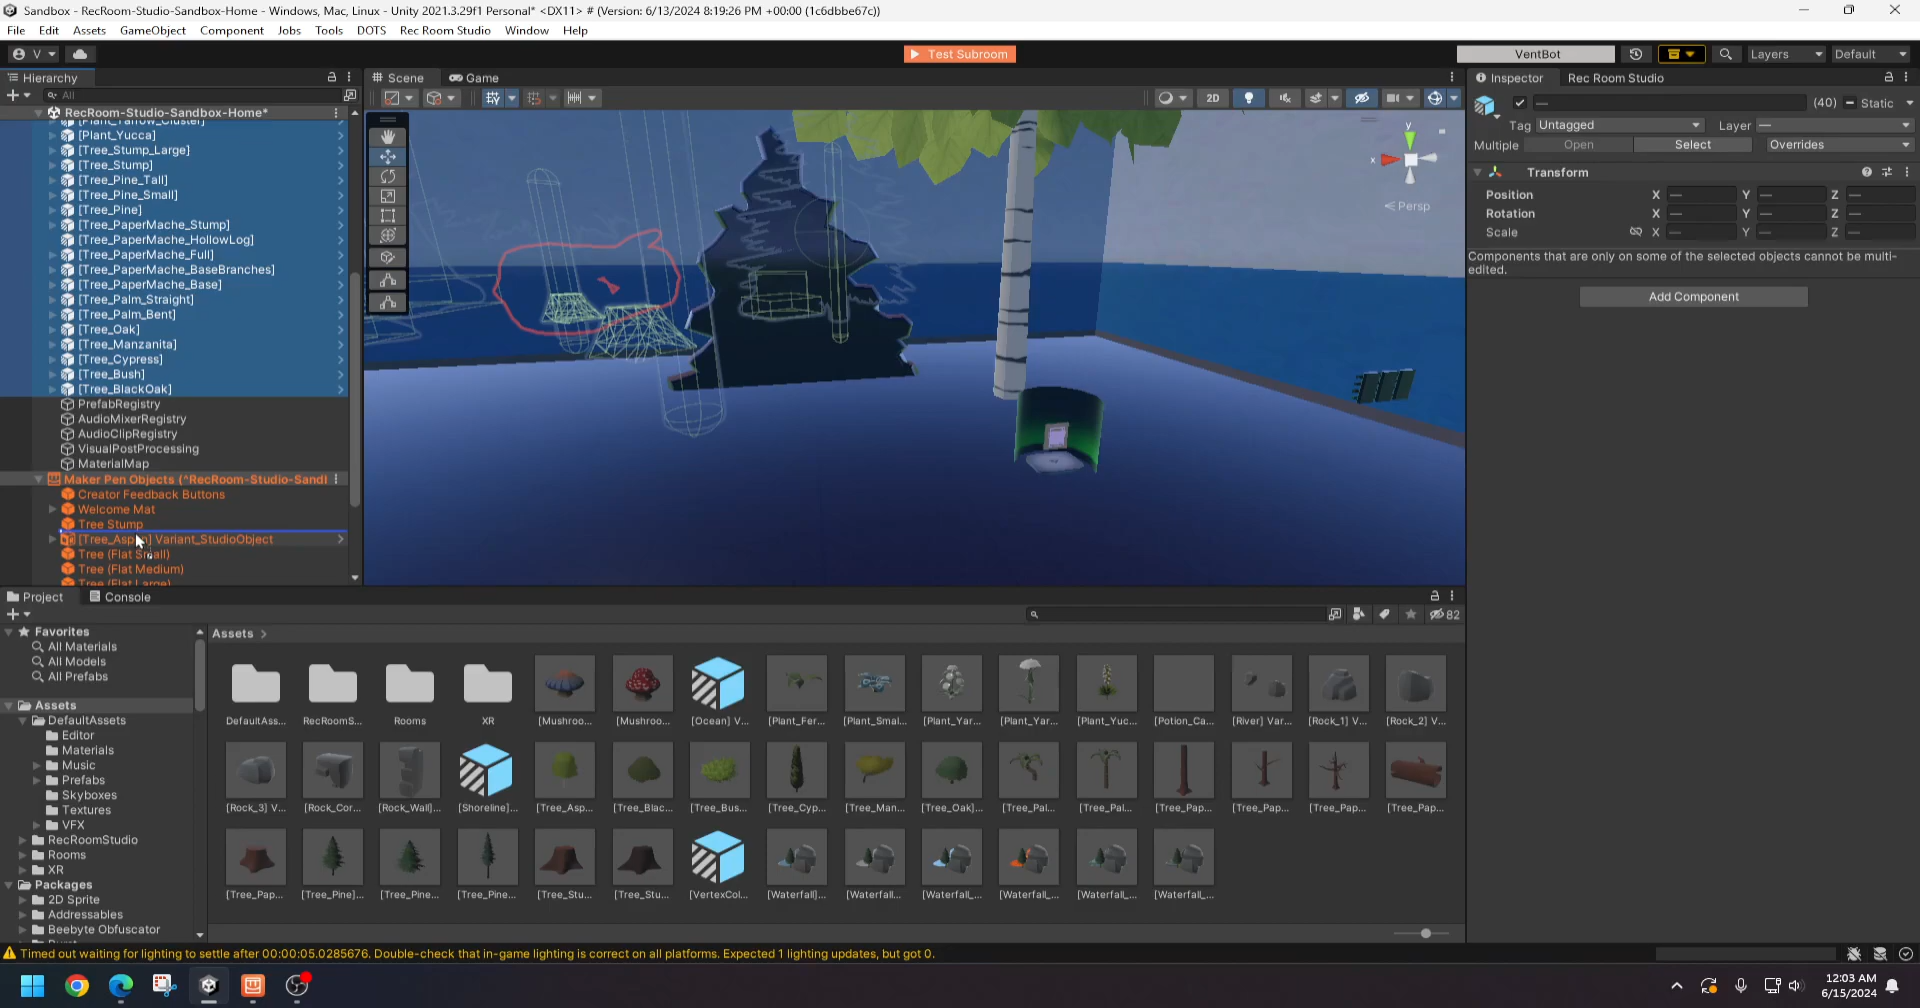 Sandbox - RecRoom-Studio-Sandbox-Home - Windows, Mac, Linux - Unity 2021.3.29f1 Personal* <DX11> # (Version: 6/13/2024 8:19:26 PM +00:00 (1c6dbbe67c))
File Edit Assets GameObject Component Jobs Tools DOTS Rec Room Studio Window Help
V Test Subroom VentBot Layers Default
Hierarchy Scene Game Inspector Rec Room Studio
All 2D
— (40) Static
Tag Untagged Layer —
Multiple Open Select Overrides
Transform
Position X — Y — Z —
Rotation X — Y — Z —
Scale X — Y — Z —
Components that are only on some of the selected objects cannot be multi-
edited.
Add Component
y
x
Persp
RecRoom-Studio-Sandbox-Home*
[Plant_Yarrow_Cluster]
[Plant_Yucca]
[Tree_Stump_Large]
[Tree_Stump]
[Tree_Pine_Tall]
[Tree_Pine_Small]
[Tree_Pine]
[Tree_PaperMache_Stump]
[Tree_PaperMache_HollowLog]
[Tree_PaperMache_Full]
[Tree_PaperMache_BaseBranches]
[Tree_PaperMache_Base]
[Tree_Palm_Straight]
[Tree_Palm_Bent]
[Tree_Oak]
[Tree_Manzanita]
[Tree_Cypress]
[Tree_Bush]
[Tree_BlackOak]
PrefabRegistry
AudioMixerRegistry
AudioClipRegistry
VisualPostProcessing
MaterialMap
Maker Pen Objects (*RecRoom-Studio-Sandl
Creator Feedback Buttons
Welcome Mat
Tree Stump
[Tree_Aspen] Variant_StudioObject
Tree (Flat Small)
Tree (Flat Medium)
Tree (Flat Large)
Project Console
82
Favorites
All Materials
All Models
All Prefabs
Assets
DefaultAssets
Editor
Materials
Music
Prefabs
Skyboxes
Textures
VFX
RecRoomStudio
Rooms
XR
Packages
2D Sprite
Addressables
Beebyte Obfuscator
Burst
Assets >
DefaultAss... RecRoomS... Rooms XR [Mushroo... [Mushroo... [Ocean] V... [Plant_Fer... [Plant_Smal... [Plant_Yar... [Plant_Yar... [Plant_Yuc... [Potion_Ca... [River] Var... [Rock_1] V... [Rock_2] V...
[Rock_3] V... [Rock_Cor... [Rock_Wall]... [Shoreline]... [Tree_Asp... [Tree_Blac... [Tree_Bus... [Tree_Cyp... [Tree_Man... [Tree_Oak]... [Tree_Pal... [Tree_Pal... [Tree_Pap... [Tree_Pap... [Tree_Pap... [Tree_Pap...
[Tree_Pap... [Tree_Pine]... [Tree_Pine... [Tree_Pine... [Tree_Stu... [Tree_Stu... [VertexCol... [Waterfall]... [Waterfall... [Waterfall_... [Waterfall_... [Waterfall_... [Waterfall_...
Timed out waiting for lighting to settle after 00:00:05.0285676. Double-check that in-game lighting is correct on all platforms. Expected 1 lighting updates, but got 0.
12:03 AM
6/15/2024